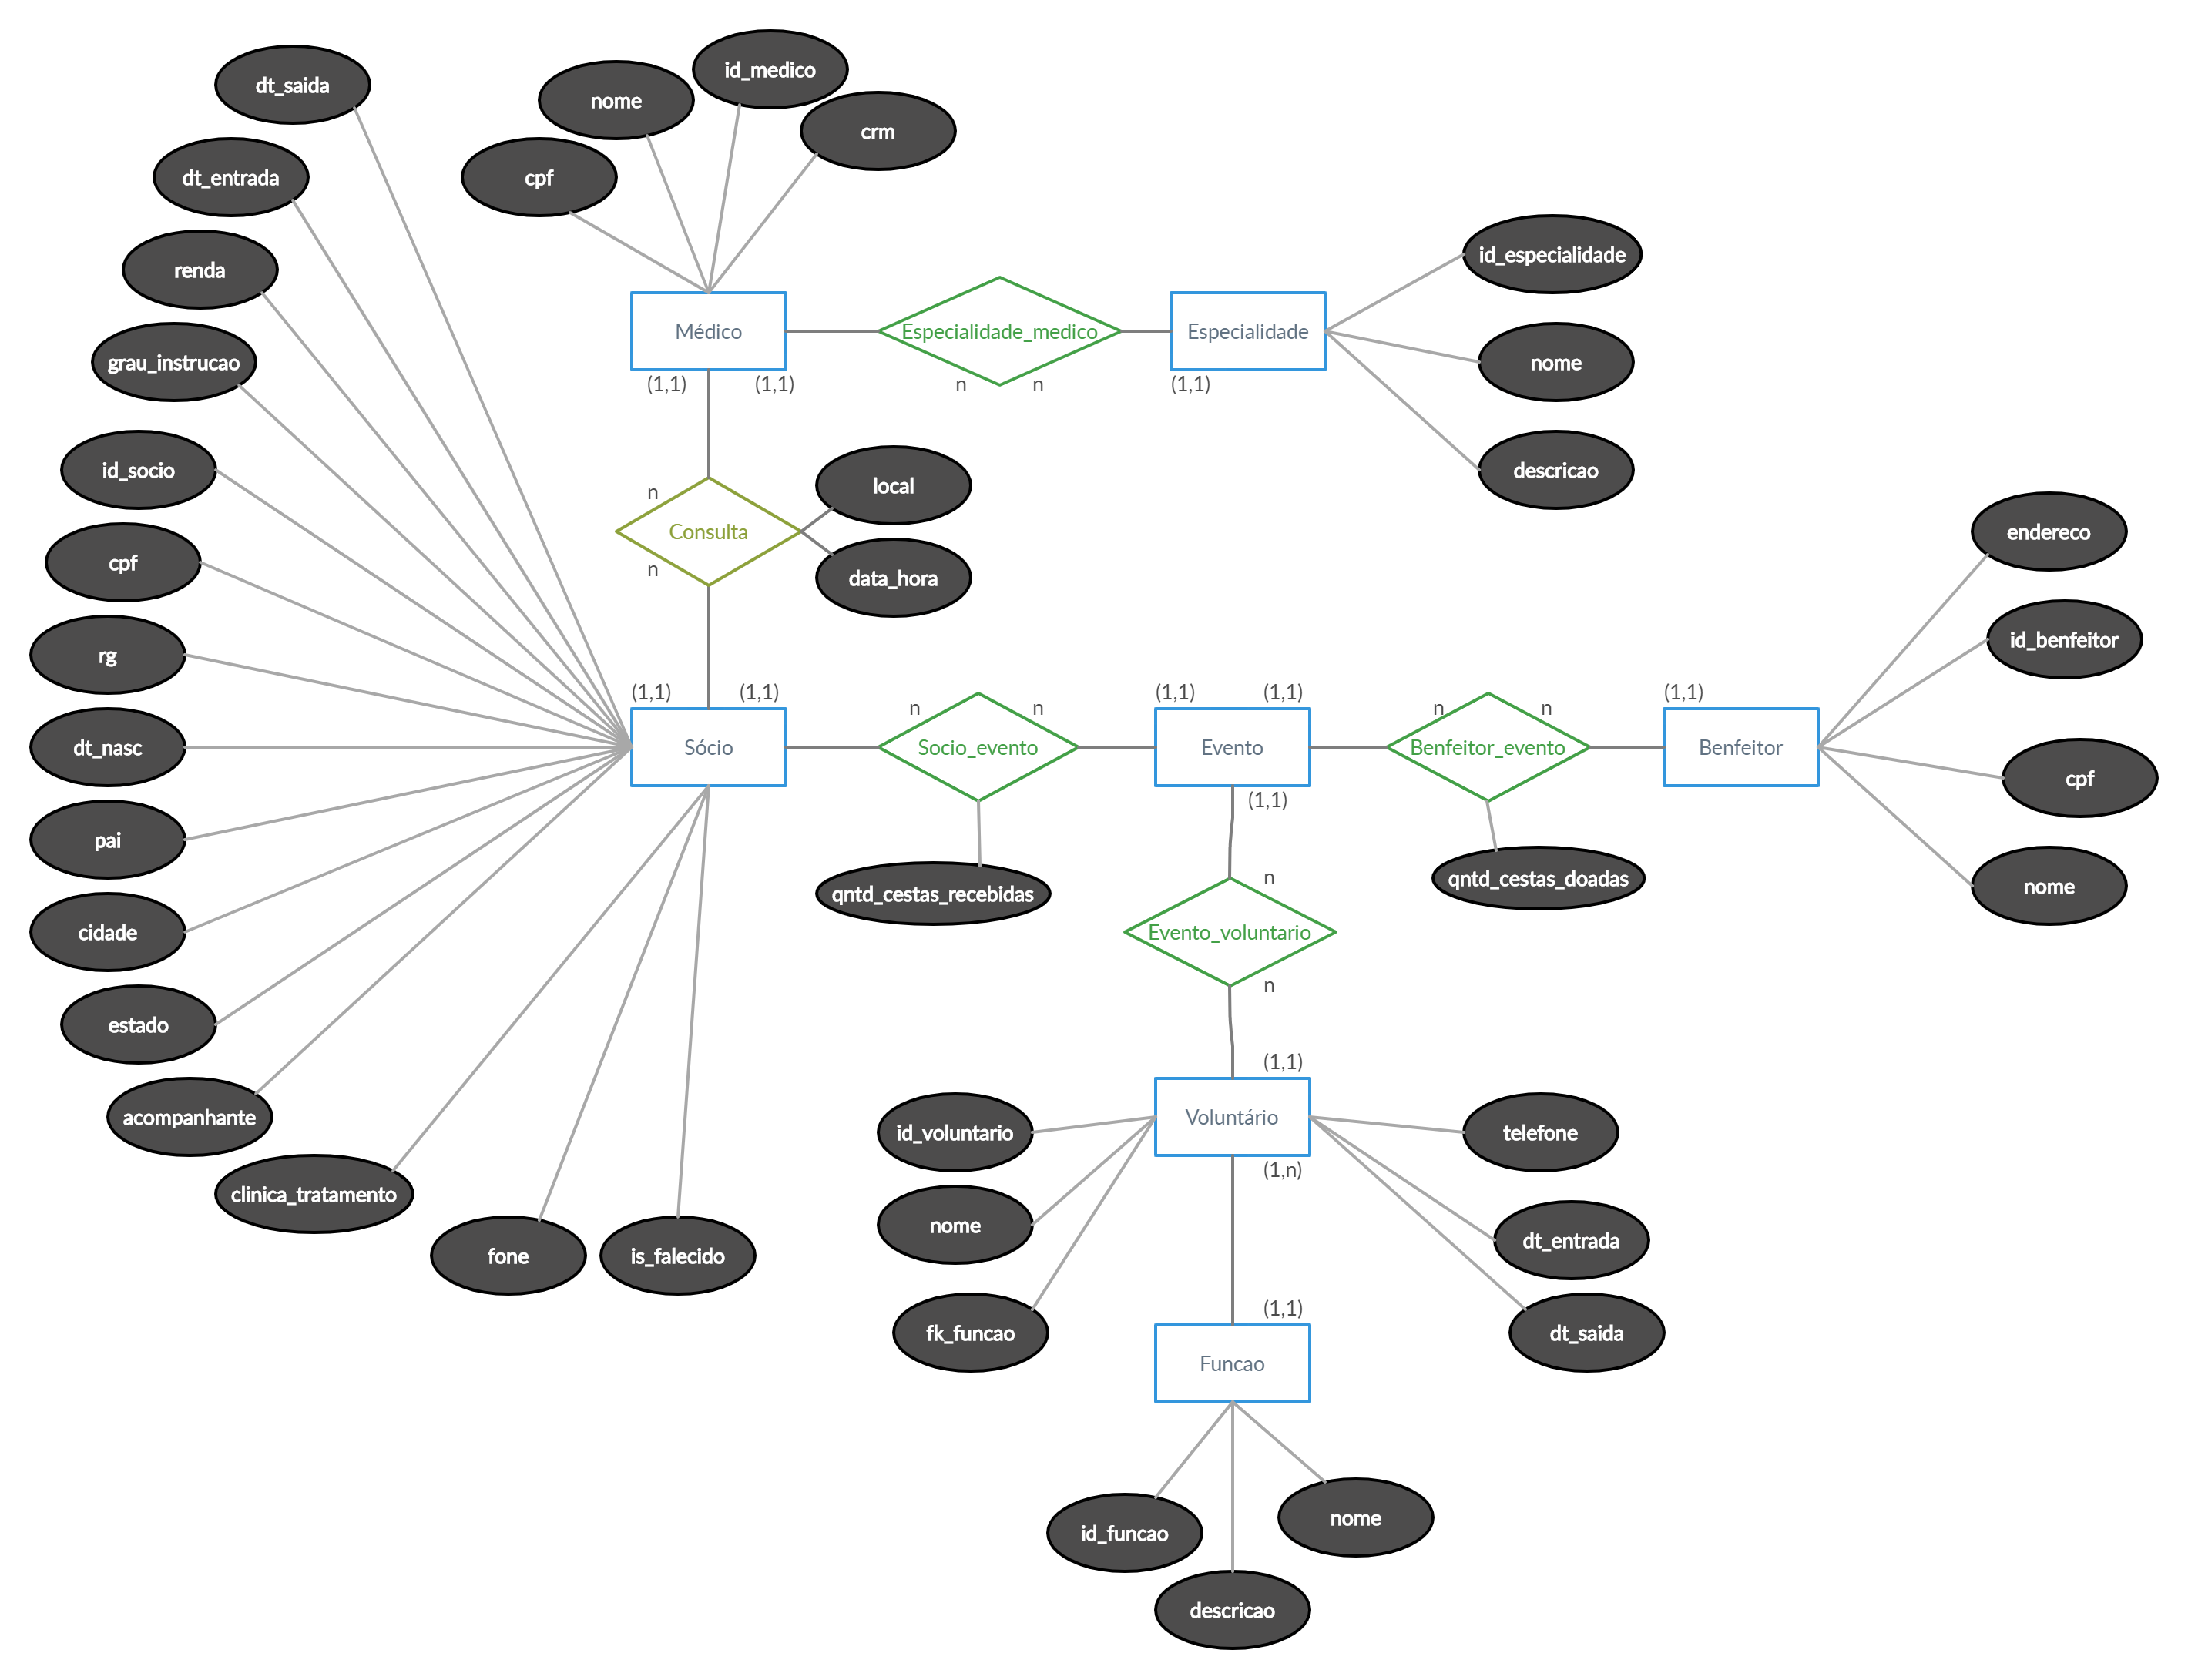 id_medico
dt_saida
nome
crm
dt_entrada
cpf
id_especialidade
renda
Médico
Especialidade_medico
Especialidade
grau_instrucao
nome
(1,1)
(1,1)
n
n
(1,1)
id_socio
descricao
n
local
Consulta
endereco
cpf
n
data_hora
rg
id_benfeitor
(1,1)
(1,1)
n
n
(1,1)
(1,1)
n
n
(1,1)
dt_nasc
Sócio
Socio_evento
Evento
Benfeitor_evento
Benfeitor
cpf
(1,1)
pai
n
qntd_cestas_recebidas
qntd_cestas_doadas
nome
cidade
Evento_voluntario
n
estado
(1,1)
acompanhante
Voluntário
id_voluntario
telefone
(1,n)
clinica_tratamento
nome
dt_entrada
fone
is_falecido
(1,1)
fk_funcao
dt_saida
Funcao
nome
id_funcao
descricao